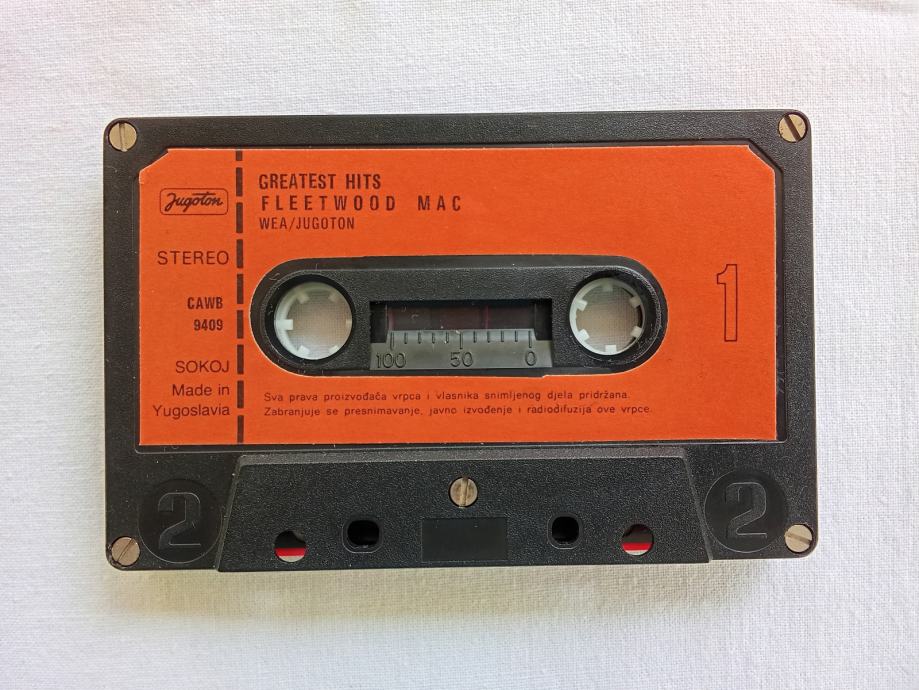 Jugoton
STEREO
CAWB
9409
SOKOJ
Made in
Yugoslavia
GREATEST HITS
FLEETWOOD MAC
WEA/JUGOTON
1
100 50 0
Sva prava proizvođača vrpca i vlasnika snimljenog djela pridržana.
Zabranjuje se presnimavanje, javno izvođenje i radiodifuzija ove vrpce.
2 2